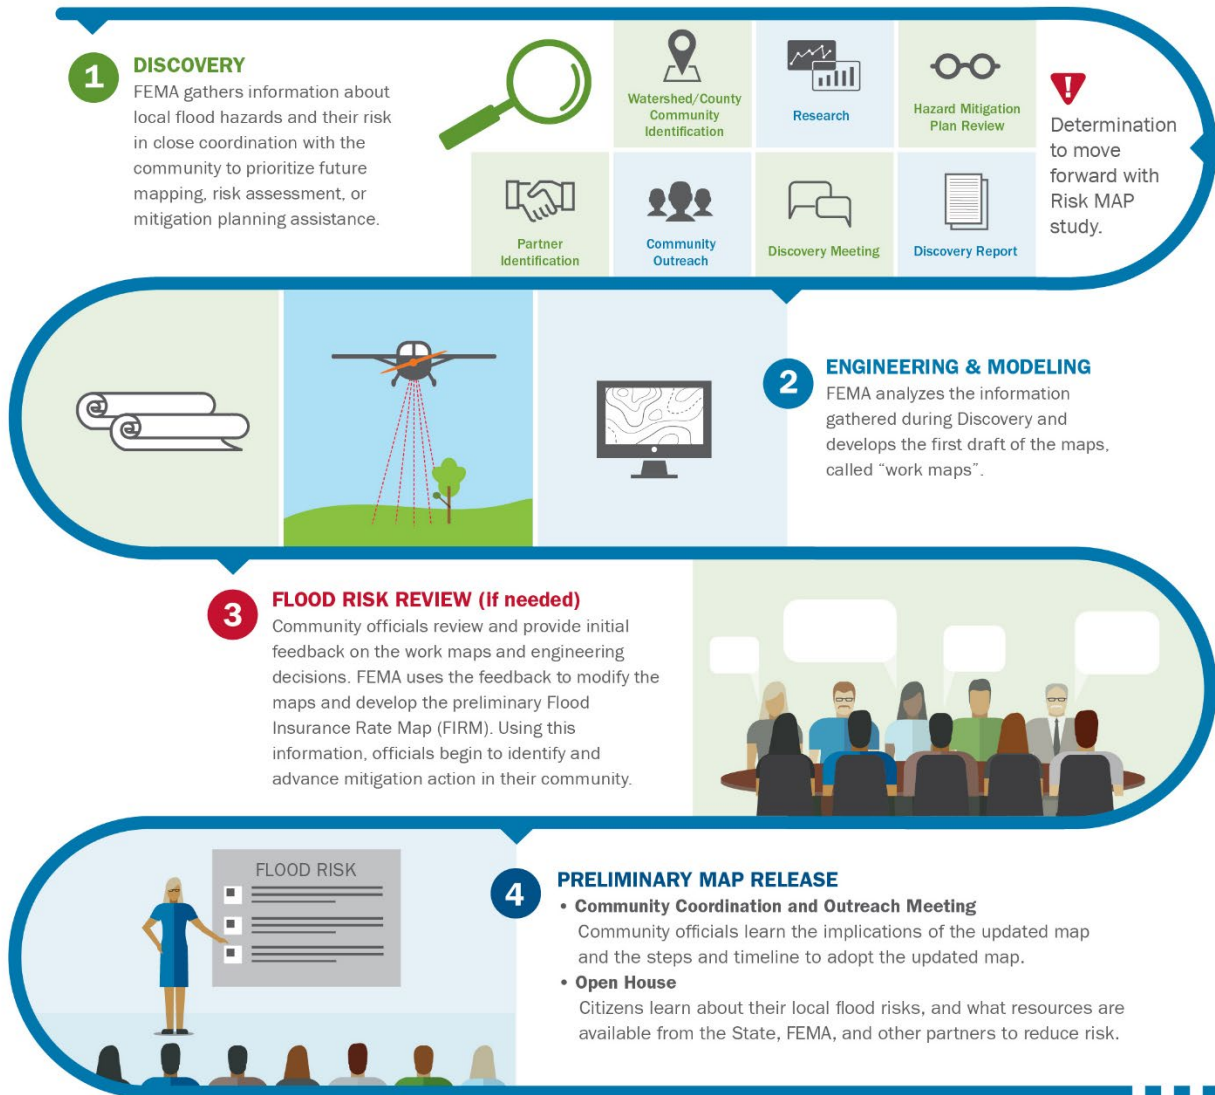 1
DISCOVERY
FEMA gathers information about
local flood hazards and their risk
in close coordination with the
community to prioritize future
mapping, risk assessment, or
mitigation planning assistance.
Watershed/County
Community
Identification
Research
Hazard Mitigation
Plan Review
Partner
Identification
Community
Outreach
Discovery Meeting
Discovery Report
!
Determination
to move
forward with
Risk MAP
study.
2
ENGINEERING & MODELING
FEMA analyzes the information
gathered during Discovery and
develops the first draft of the maps,
called “work maps”.
3
FLOOD RISK REVIEW (if needed)
Community officials review and provide initial
feedback on the work maps and engineering
decisions. FEMA uses the feedback to modify the
maps and develop the preliminary Flood
Insurance Rate Map (FIRM). Using this
information, officials begin to identify and
advance mitigation action in their community.
FLOOD RISK
4
PRELIMINARY MAP RELEASE
• Community Coordination and Outreach Meeting
Community officials learn the implications of the updated map
and the steps and timeline to adopt the updated map.
• Open House
Citizens learn about their local flood risks, and what resources are
available from the State, FEMA, and other partners to reduce risk.